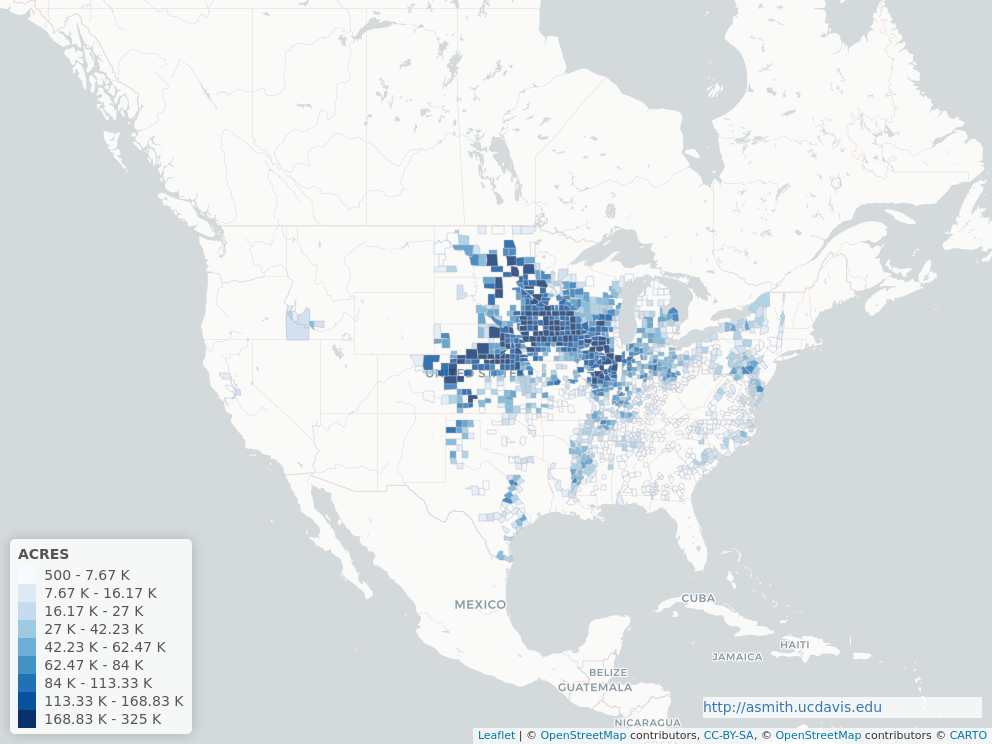 UNITED STATES
MEXICO
CUBA
HAITI
JAMAICA
BELIZE
GUATEMALA
NICARAGUA
ACRES
500 - 7.67 K
7.67 K - 16.17 K
16.17 K - 27 K
27 K - 42.23 K
42.23 K - 62.47 K
62.47 K - 84 K
84 K - 113.33 K
113.33 K - 168.83 K
168.83 K - 325 K
http://asmith.ucdavis.edu
Leaflet | © OpenStreetMap contributors, CC-BY-SA, © OpenStreetMap contributors © CARTO